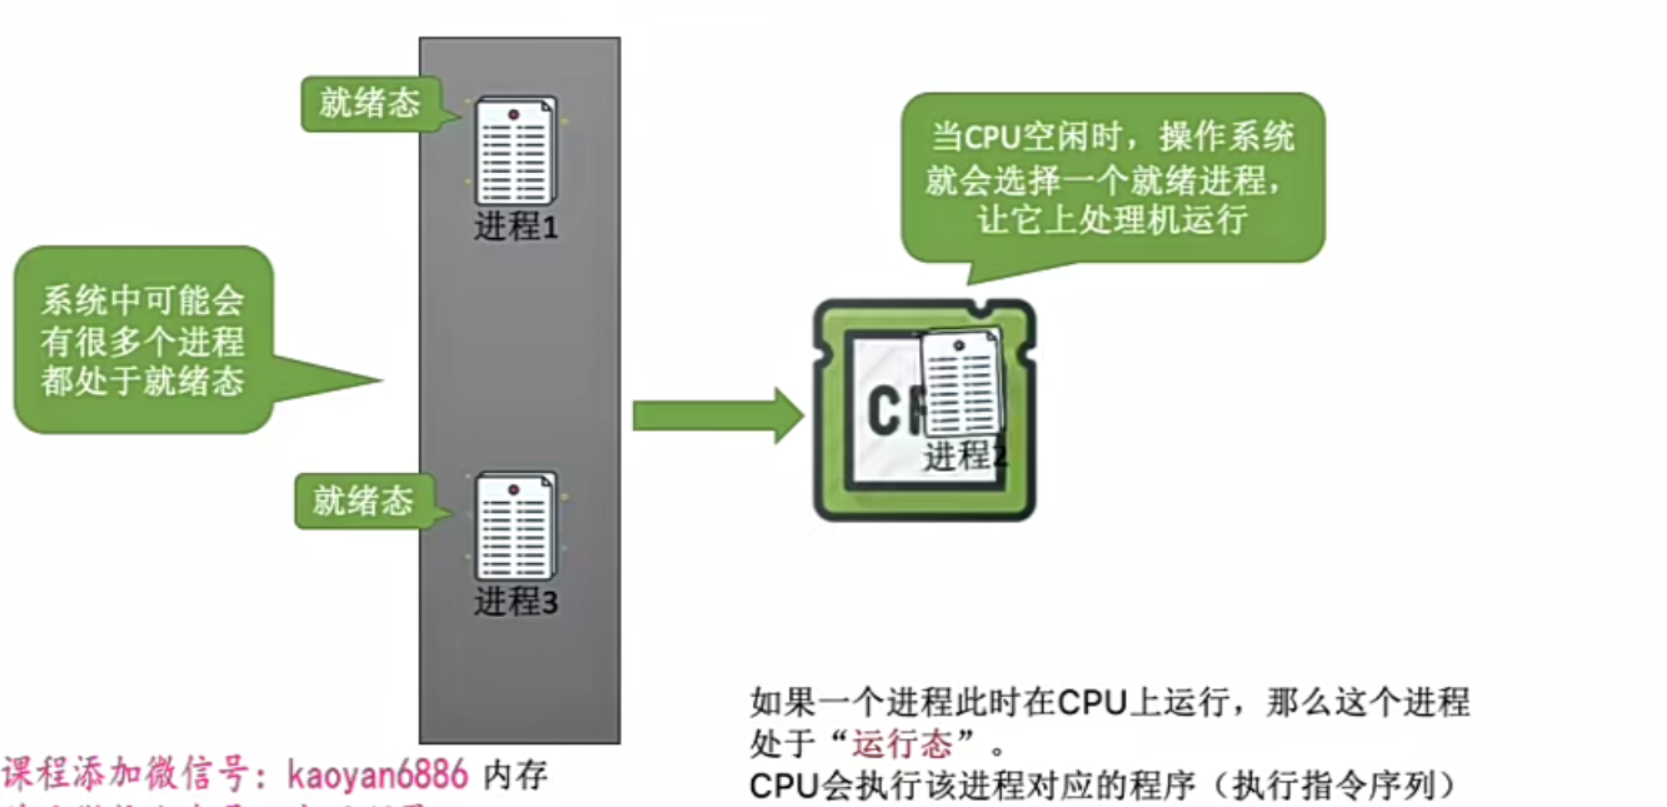 就绪态
进程1
系统中可能会
有很多个进程
都处于就绪态
就绪态
进程3
当CPU空闲时，操作系统
就会选择一个就绪进程，
让它上处理机运行
进程2
如果一个进程此时在CPU上运行，那么这个进程
处于“运行态”。
CPU会执行该进程对应的程序（执行指令序列）
课程添加微信号：kaoyan6886 内存